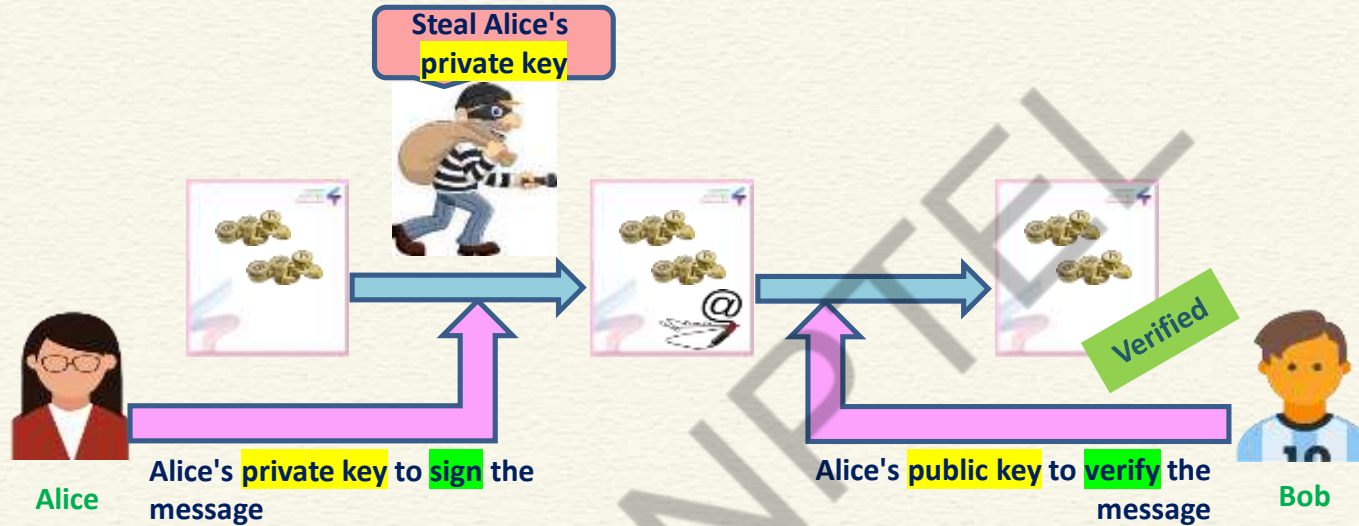 Steal Alice's
private key
@
Verified
Alice's private key to sign the
message
Alice's public key to verify the
message
Alice
Bob
10
NPTEL